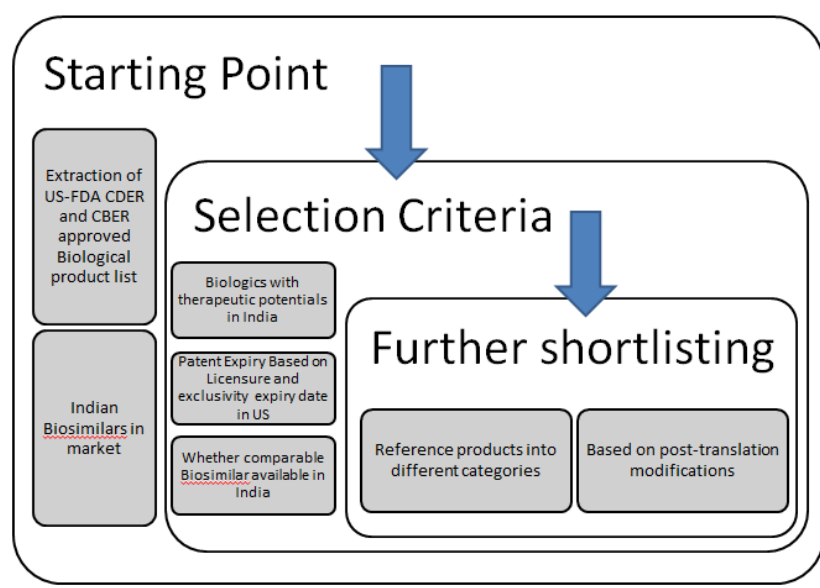 Starting Point
Extraction of
US-FDA CDER
and CBER
approved
Biological
product list
Indian
Biosimilars in
market
Selection Criteria
Biologics with
therapeutic potentials
in India
Patent Expiry Based on
Licensure and
exclusivity expiry date
in US
Whether comparable
Biosimilar available in
India
Further shortlisting
Reference products into
different categories
Based on post-translation
modifications